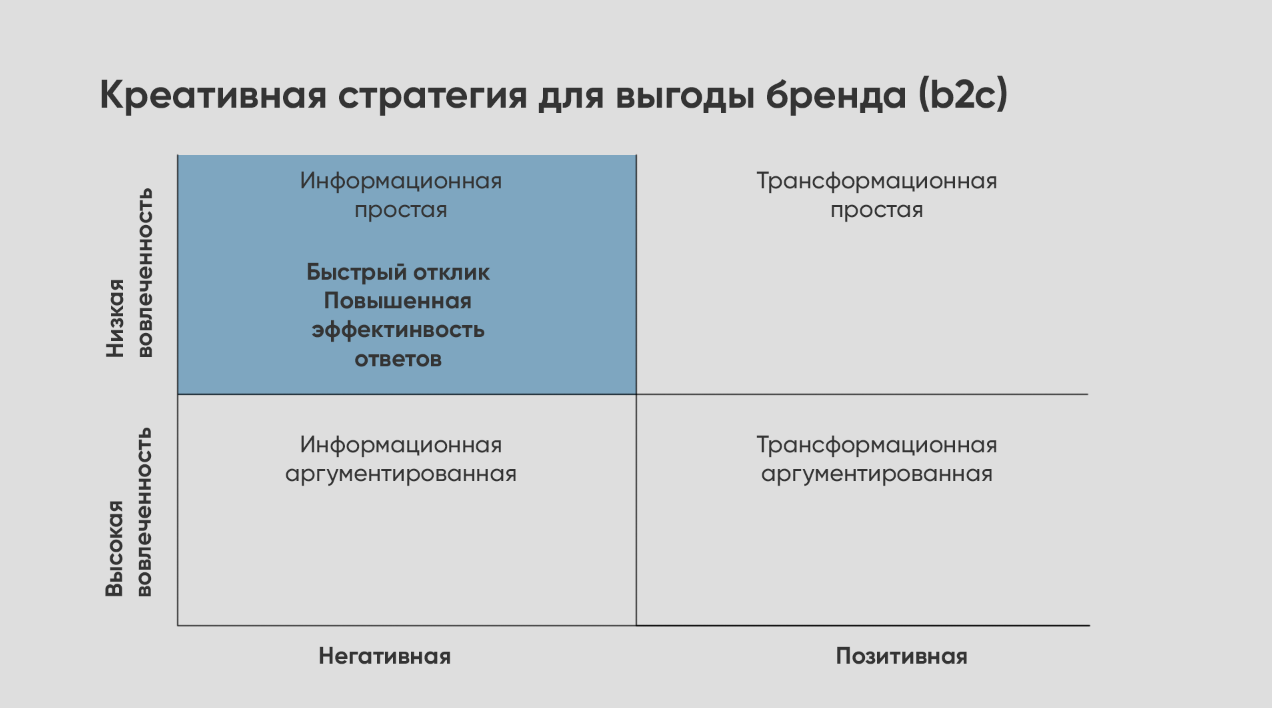 Креативная стратегия для выгоды бренда (b2c)
Низкая
вовлеченность
Информационная
простая
Быстрый отклик
Повышенная
эффектинвость
ответов
Трансформационная
простая
Высокая
вовлеченность
Информационная
аргументированная
Трансформационная
аргументированная
Негативная
Позитивная